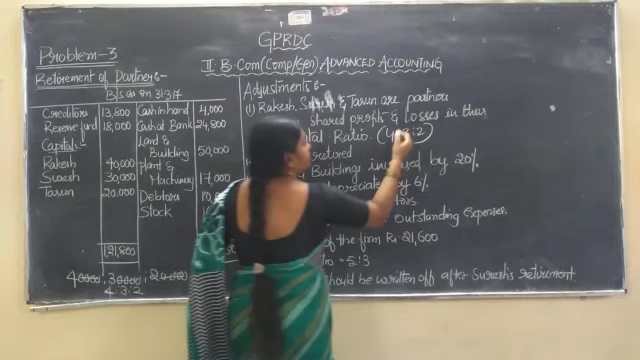 GPRDC
Problem-3
II B.Com(Comp/Gen) ADVANCED ACCOUNTING
Retirement of Partner:-
B/s as on 31.3.17
Creditors 13,800 Cash in hand 4,000
Reserve fund 18,000 Cash at Bank 24,800
Capitals:- Land & Building 50,000
Rakesh 40,000 plant & Machinery 17,000
Suresh 30,000
Tarun 20,000 Debtors
Stock
1,21,800
40000 : 30000 : 20000
4:3:2
Adjustments:-
(i) Rakesh, & Tarun are partners
shared profits & losses in their
Ratio
retired
Buildings increased by 20%
by 6%
Outstanding expenses.
of the firm Rs. 21,600
= 5:3
should be written off after Suresh's retirement